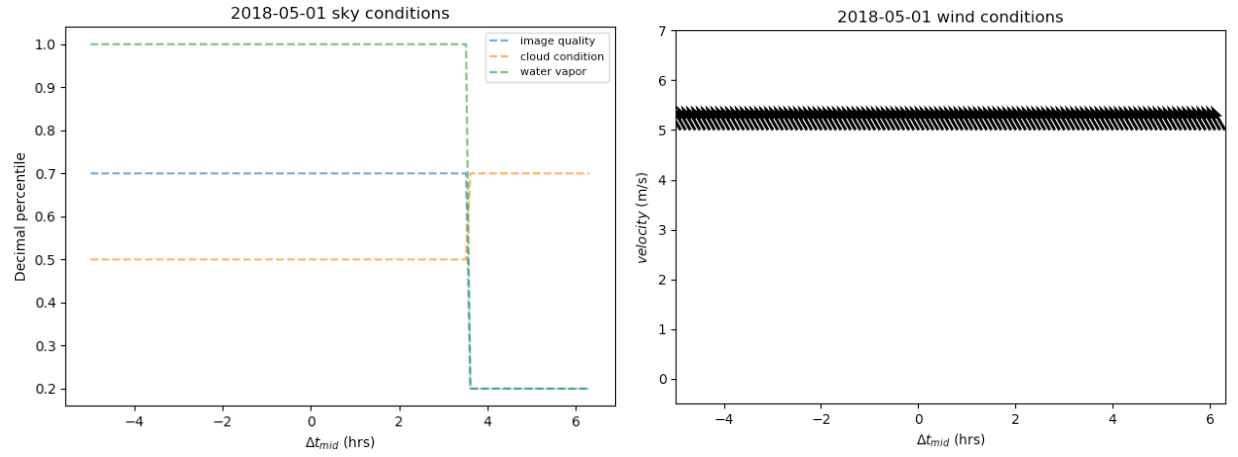 2018-05-01 sky conditions
image quality
cloud condition
water vapor
1.0
0.9
0.8
0.7
0.6
0.5
0.4
0.3
0.2
Decimal percentile
−4 −2 0 2 4 6
Δt_mid (hrs)
2018-05-01 wind conditions
7
6
5
4
3
2
1
0
velocity (m/s)
−4 −2 0 2 4 6
Δt_mid (hrs)